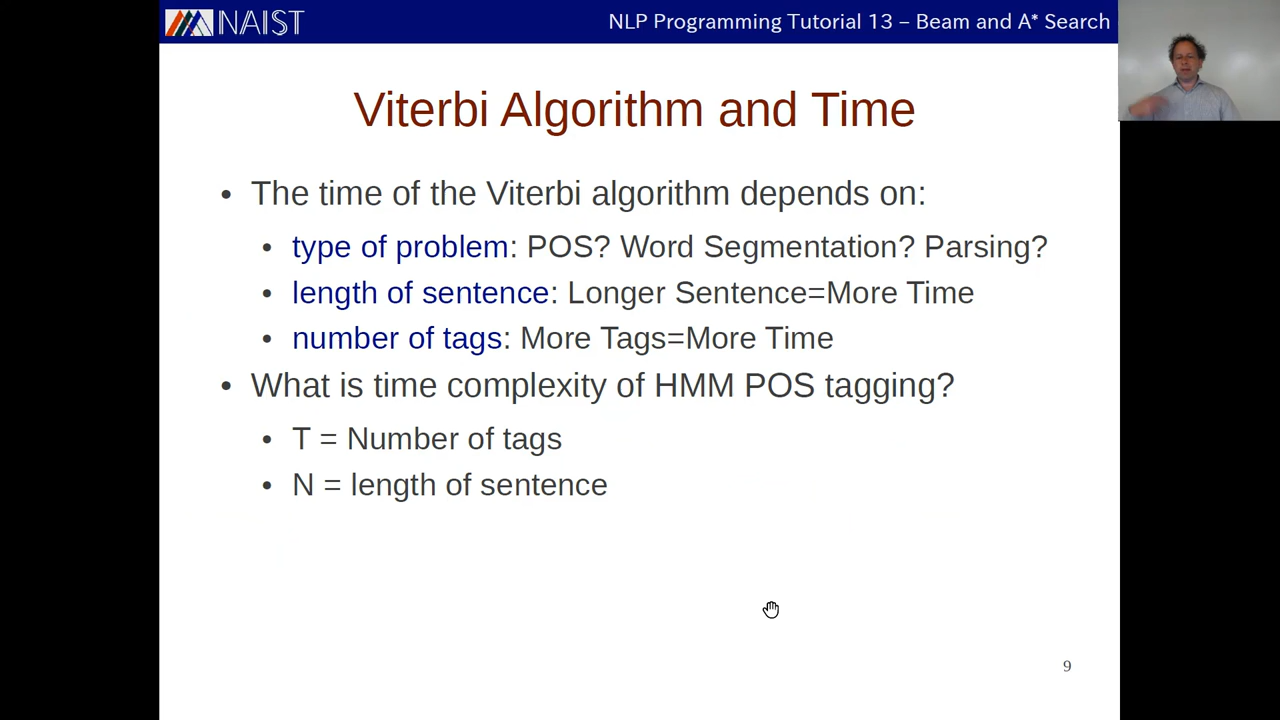 NAIST
NLP Programming Tutorial 13 – Beam and A* Search
Viterbi Algorithm and Time
• The time of the Viterbi algorithm depends on:
• type of problem: POS? Word Segmentation? Parsing?
• length of sentence: Longer Sentence=More Time
• number of tags: More Tags=More Time
• What is time complexity of HMM POS tagging?
• T = Number of tags
• N = length of sentence
9